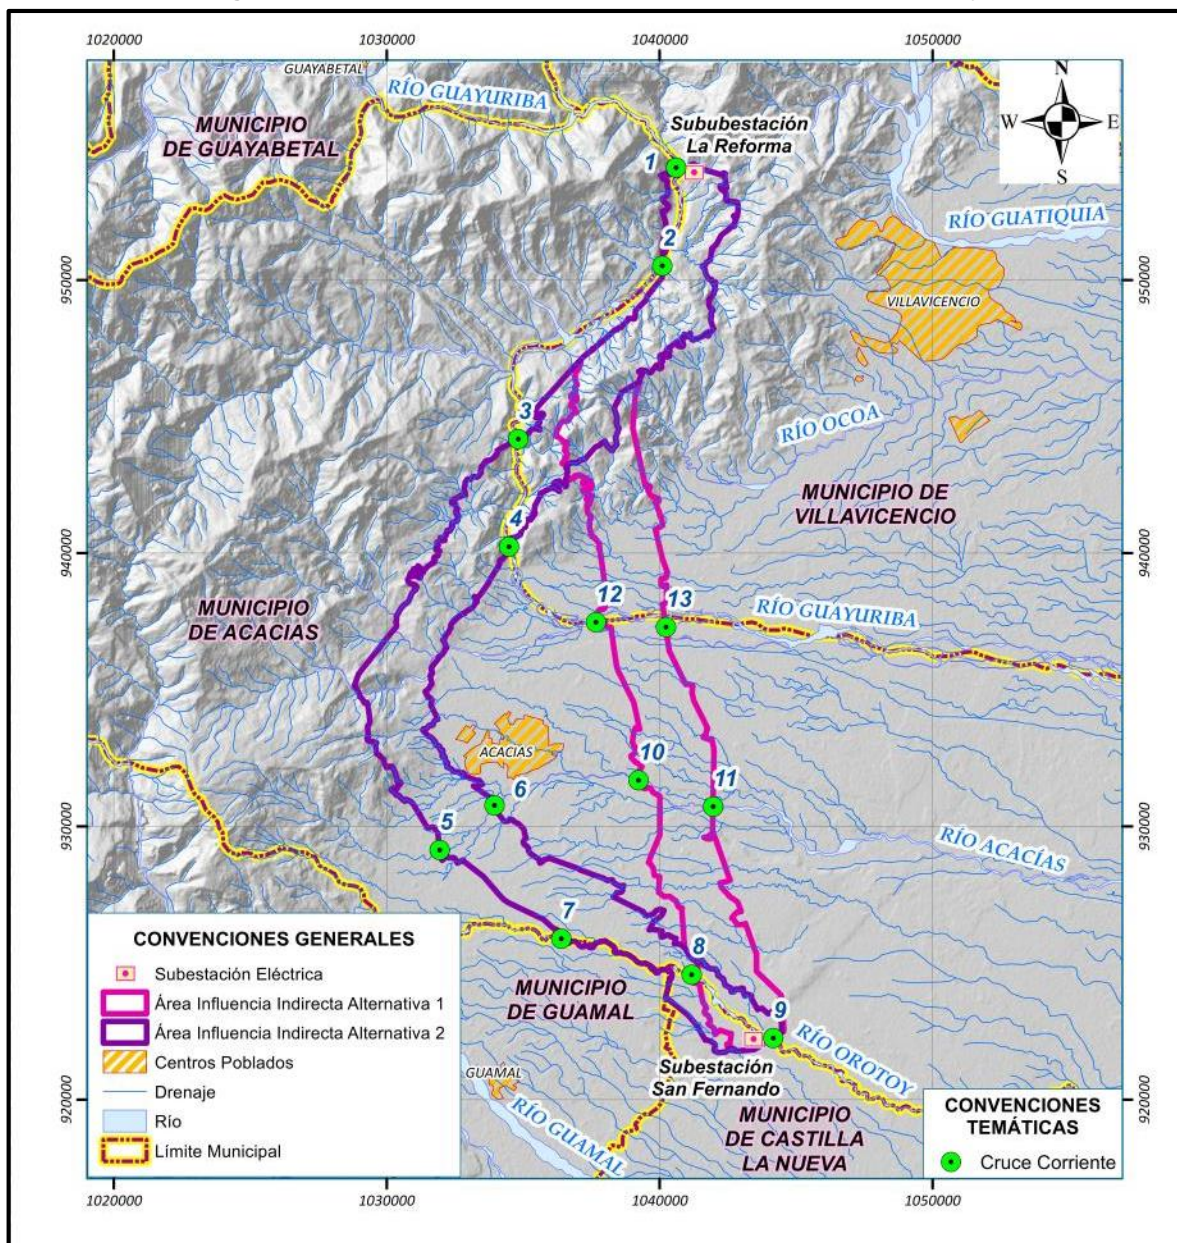 1020000
1030000
1040000
1050000
GUAYABETAL
RÍO GUAYURIBA
N
W
E
S
MUNICIPIO
DE GUAYABETAL
Sububestación
La Reforma
1
RÍO GUATIQUIA
2
950000
950000
VILLAVICENCIO
3
RÍO OCOA
MUNICIPIO DE
VILLAVICENCIO
4
940000
940000
12
13
RÍO GUAYURIBA
MUNICIPIO
DE ACACIAS
ACACIAS
10
11
6
5
930000
930000
RÍO ACACÍAS
7
8
MUNICIPIO
DE GUAMAL
9
RÍO OROTOY
GUAMAL
Subestación
San Fernando
RÍO GUAMAL
MUNICIPIO
DE CASTILLA
LA NUEVA
920000
920000
CONVENCIONES GENERALES
Subestación Eléctrica
Área Influencia Indirecta Alternativa 1
Área Influencia Indirecta Alternativa 2
Centros Poblados
Drenaje
Río
Límite Municipal
CONVENCIONES
TEMÁTICAS
Cruce Corriente
1020000
1030000
1040000
1050000